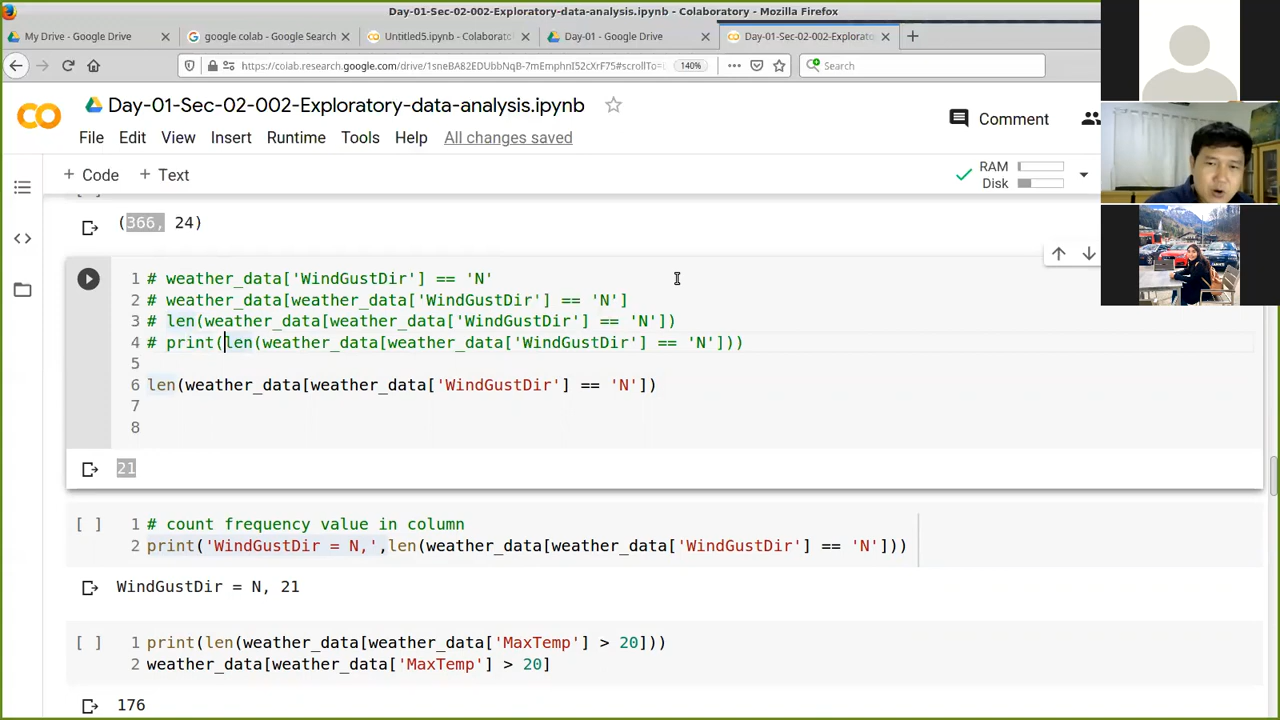 Day-01-Sec-02-002-Exploratory-data-analysis.ipynb - Colaboratory - Mozilla Firefox
My Drive - Google Drive
google colab - Google Search
Untitled5.ipynb - Colaborato
Day-01 - Google Drive
Day-01-Sec-02-002-Explorato
https://colab.research.google.com/drive/1sneBA82EDUbbNqB-7mEmphnI52cXrF75#scrollTo=
140%
Search
Day-01-Sec-02-002-Exploratory-data-analysis.ipynb
File Edit View Insert Runtime Tools Help All changes saved
Comment
+ Code + Text
RAM
Disk
(366, 24)
1 # weather_data['WindGustDir'] == 'N'
2 # weather_data[weather_data['WindGustDir'] == 'N']
3 # len(weather_data[weather_data['WindGustDir'] == 'N'])
4 # print(len(weather_data[weather_data['WindGustDir'] == 'N']))
5
6 len(weather_data[weather_data['WindGustDir'] == 'N'])
7
8
21
[ ] 1 # count frequency value in column
2 print('WindGustDir = N,',len(weather_data[weather_data['WindGustDir'] == 'N']))
WindGustDir = N, 21
[ ] 1 print(len(weather_data[weather_data['MaxTemp'] > 20]))
2 weather_data[weather_data['MaxTemp'] > 20]
176